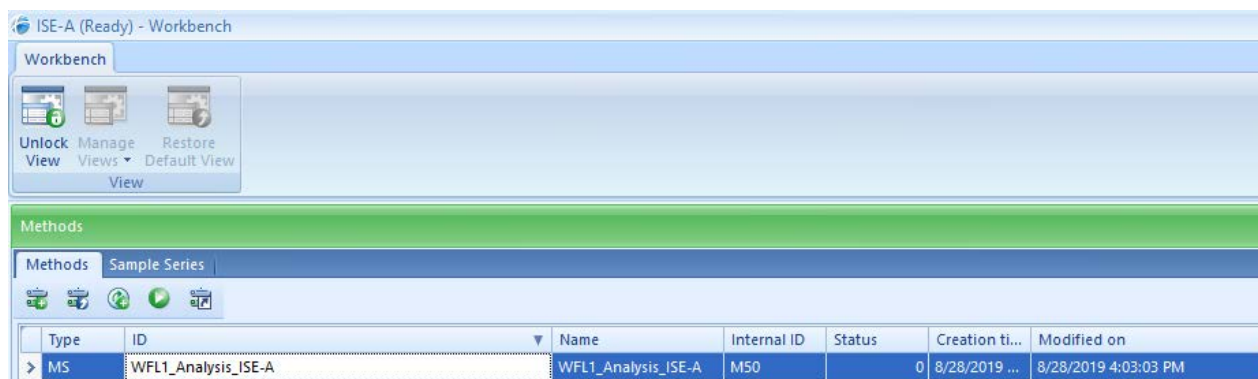 ISE-A (Ready) - Workbench
Workbench
Unlock View
Manage Views
Restore Default View
View
Methods
Methods Sample Series
Type ID Name Internal ID Status Creation ti... Modified on
MS WFL1_Analysis_ISE-A WFL1_Analysis_ISE-A M50 0 8/28/2019 ... 8/28/2019 4:03:03 PM